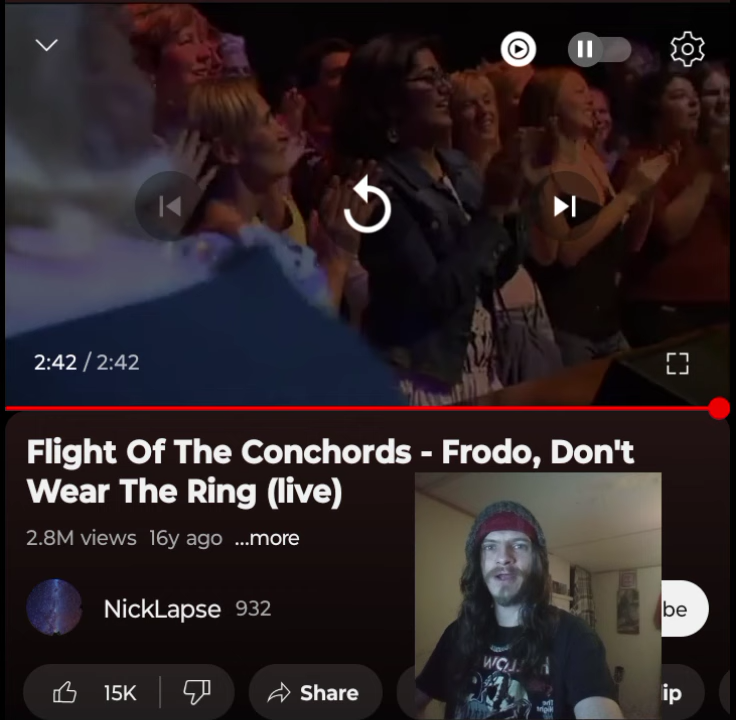 2:42 / 2:42
Flight Of The Conchords - Frodo, Don't
Wear The Ring (live)
2.8M views 16y ago ...more
NickLapse 932
be
15K
Share
ip